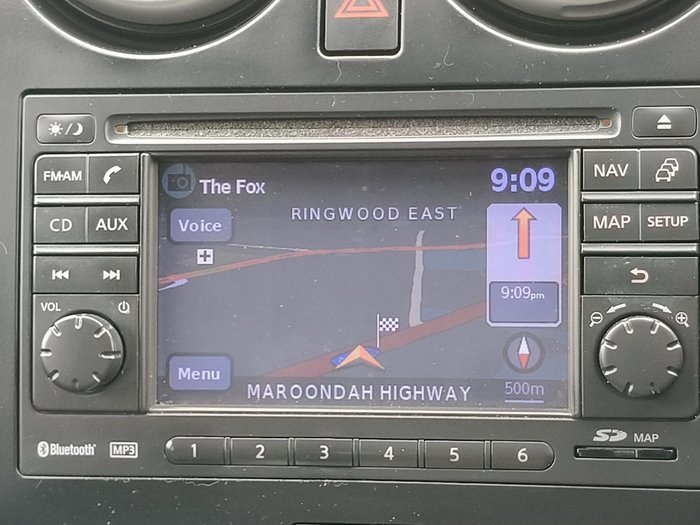 FM·AM
CD AUX
VOL
The Fox
9:09
Voice
RINGWOOD EAST
9:09pm
Menu
MAROONDAH HIGHWAY
500m
NAV
MAP SETUP
Bluetooth MP3
1 2 3 4 5 6
SD MAP